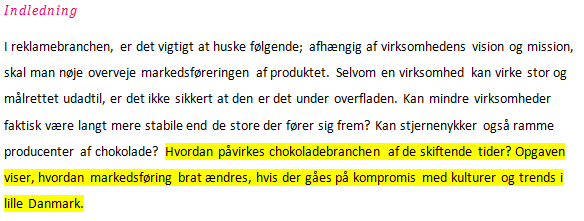 Indledning
I reklamebranchen, er det vigtigt at huske følgende; afhængig af virksomhedens vision og mission,
skal man nøje overveje markedsføringen af produktet. Selvom en virksomhed kan virke stor og
målrettet udadtil, er det ikke sikkert at den er det under overfladen. Kan mindre virksomheder
faktisk være langt mere stabile end de store der fører sig frem? Kan stjernenykker også ramme
producenter af chokolade? Hvordan påvirkes chokoladebranchen af de skiftende tider? Opgaven
viser, hvordan markedsføring brat ændres, hvis der gåes på kompromis med kulturer og trends i
lille Danmark.